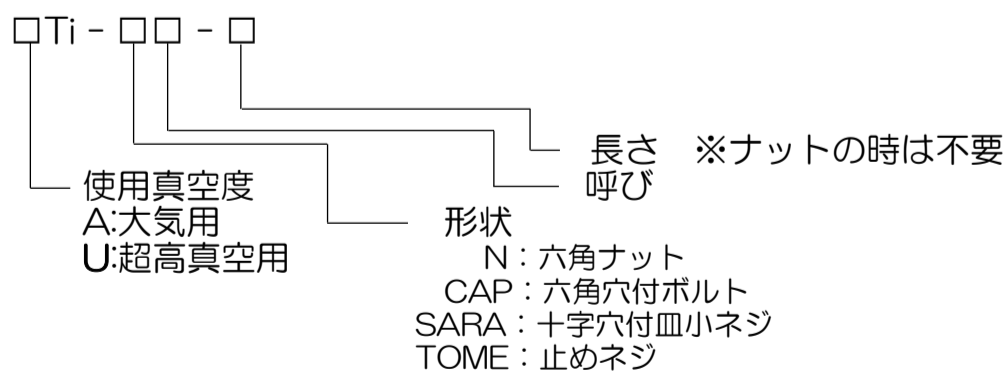 □Ti - □□ - □
長さ ※ナットの時は不要
呼び
使用真空度
A:大気用
U:超高真空用
形状
N：六角ナット
CAP：六角穴付ボルト
SARA：十字穴付皿小ネジ
TOME：止めネジ